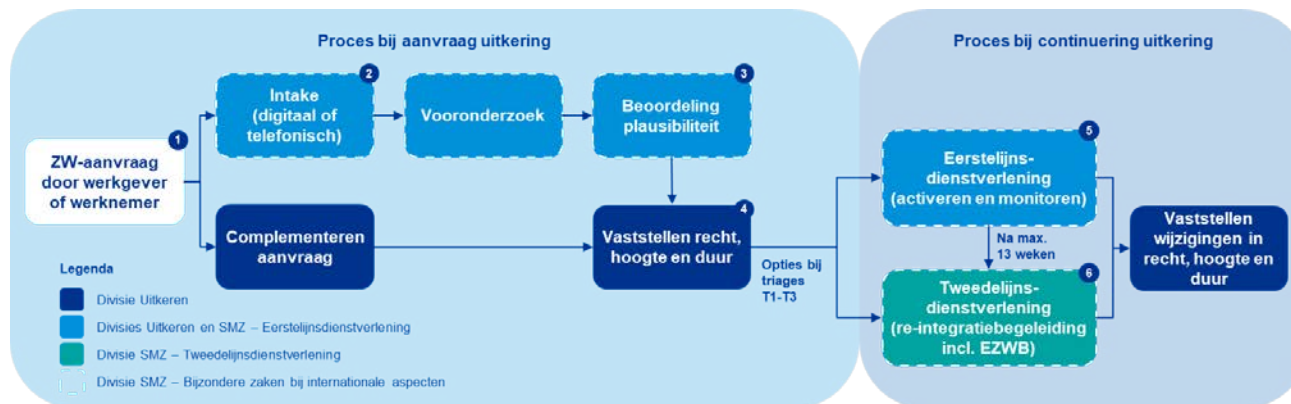 Proces bij aanvraag uitkering
1
ZW-aanvraag
door werkgever
of werknemer
2
Intake
(digitaal of
telefonisch)
Vooronderzoek
3
Beoordeling
plausibiliteit
Complementeren
aanvraag
4
Vaststellen recht,
hoogte en duur
Opties bij
triages
T1-T3
Legenda
Divisie Uitkeren
Divisies Uitkeren en SMZ – Eerstelijnsdienstverlening
Divisie SMZ – Tweedelijnsdienstverlening
Divisie SMZ – Bijzondere zaken bij internationale aspecten
Proces bij continuering uitkering
5
Eerstelijns-
dienstverlening
(activeren en monitoren)
Na max.
13 weken
6
Tweedelijns-
dienstverlening
(re-integratiebegeleiding
incl. EZWB)
Vaststellen
wijzigingen in
recht, hoogte en
duur